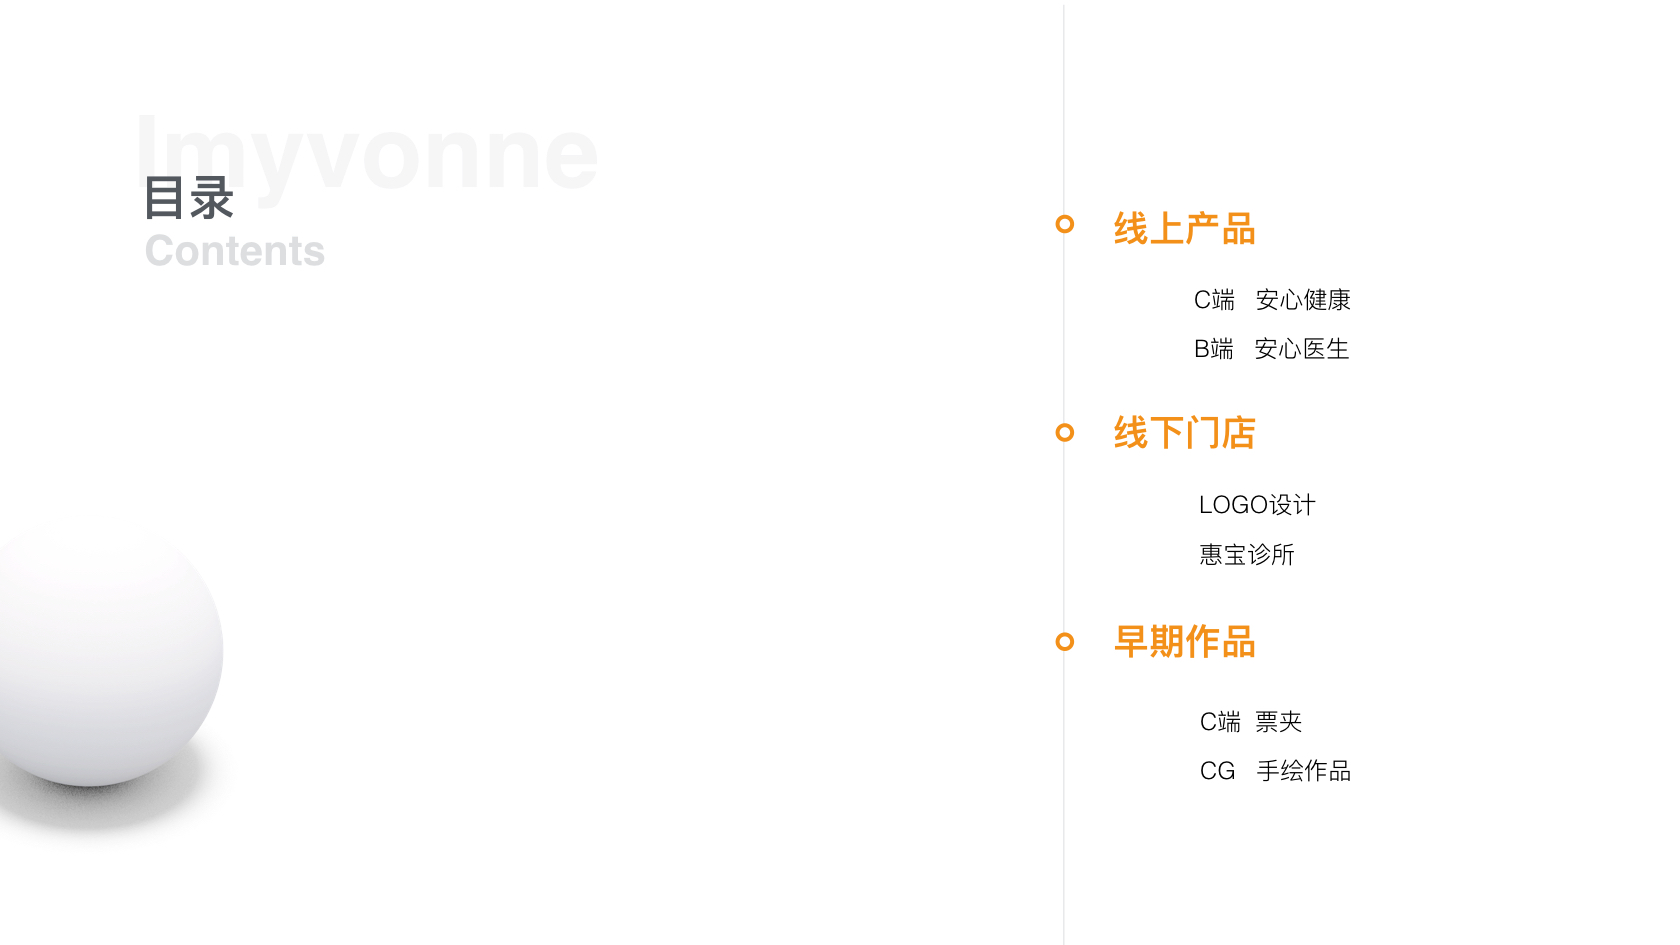 Imyvonne
目录
Contents
线上产品
C端 安心健康
B端 安心医生
线下门店
LOGO设计
惠宝诊所
早期作品
C端 票夹
CG 手绘作品